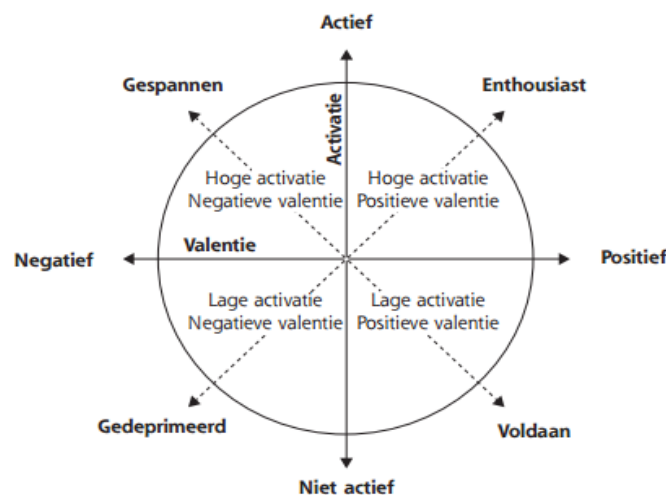 Actief
Gespannen
Enthousiast
Activatie
Hoge activatie
Negatieve valentie
Hoge activatie
Positieve valentie
Negatief
Valentie
Positief
Lage activatie
Negatieve valentie
Lage activatie
Positieve valentie
Gedeprimeerd
Voldaan
Niet actief